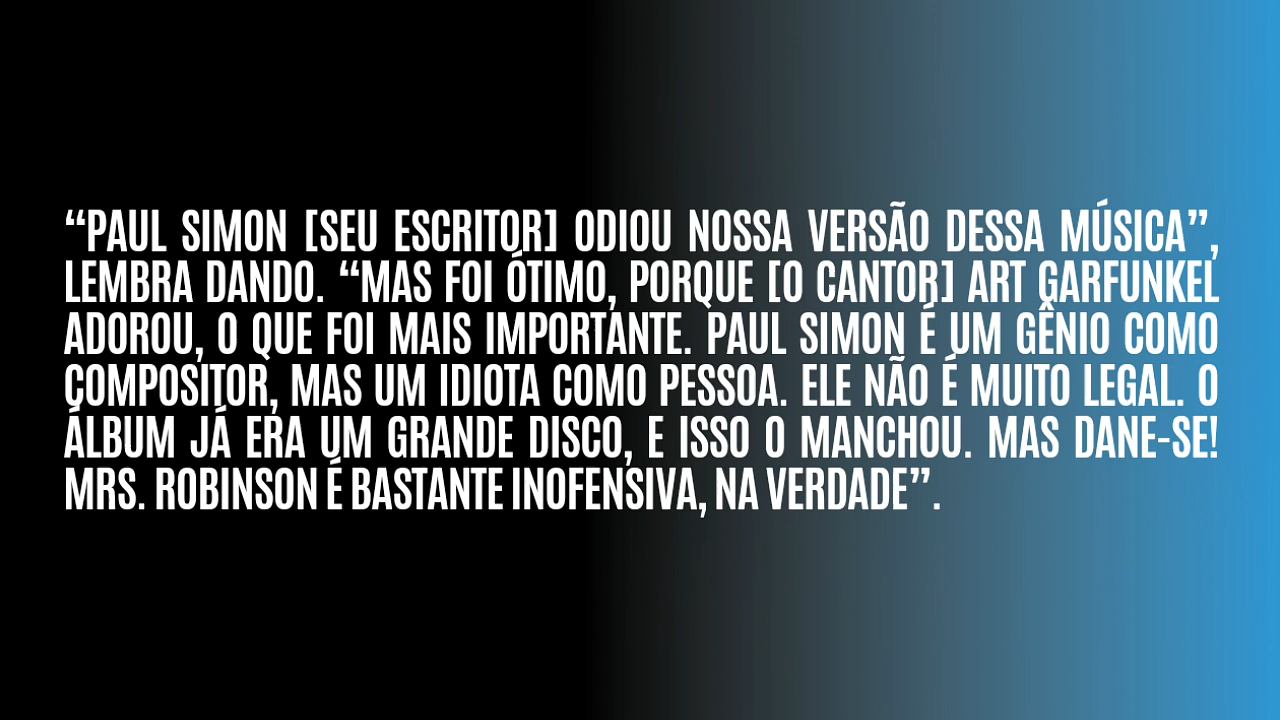 “PAUL SIMON [SEU ESCRITOR] ODIOU NOSSA VERSÃO DESSA MÚSICA”,
LEMBRA DANDO. “MAS FOI ÓTIMO, PORQUE [O CANTOR] ART GARFUNKEL
ADOROU, O QUE FOI MAIS IMPORTANTE. PAUL SIMON É UM GÊNIO COMO
COMPOSITOR, MAS UM IDIOTA COMO PESSOA. ELE NÃO É MUITO LEGAL. O
ÁLBUM JÁ ERA UM GRANDE DISCO, E ISSO O MANCHOU. MAS DANE-SE!
MRS. ROBINSON É BASTANTE INOFENSIVA, NA VERDADE”.